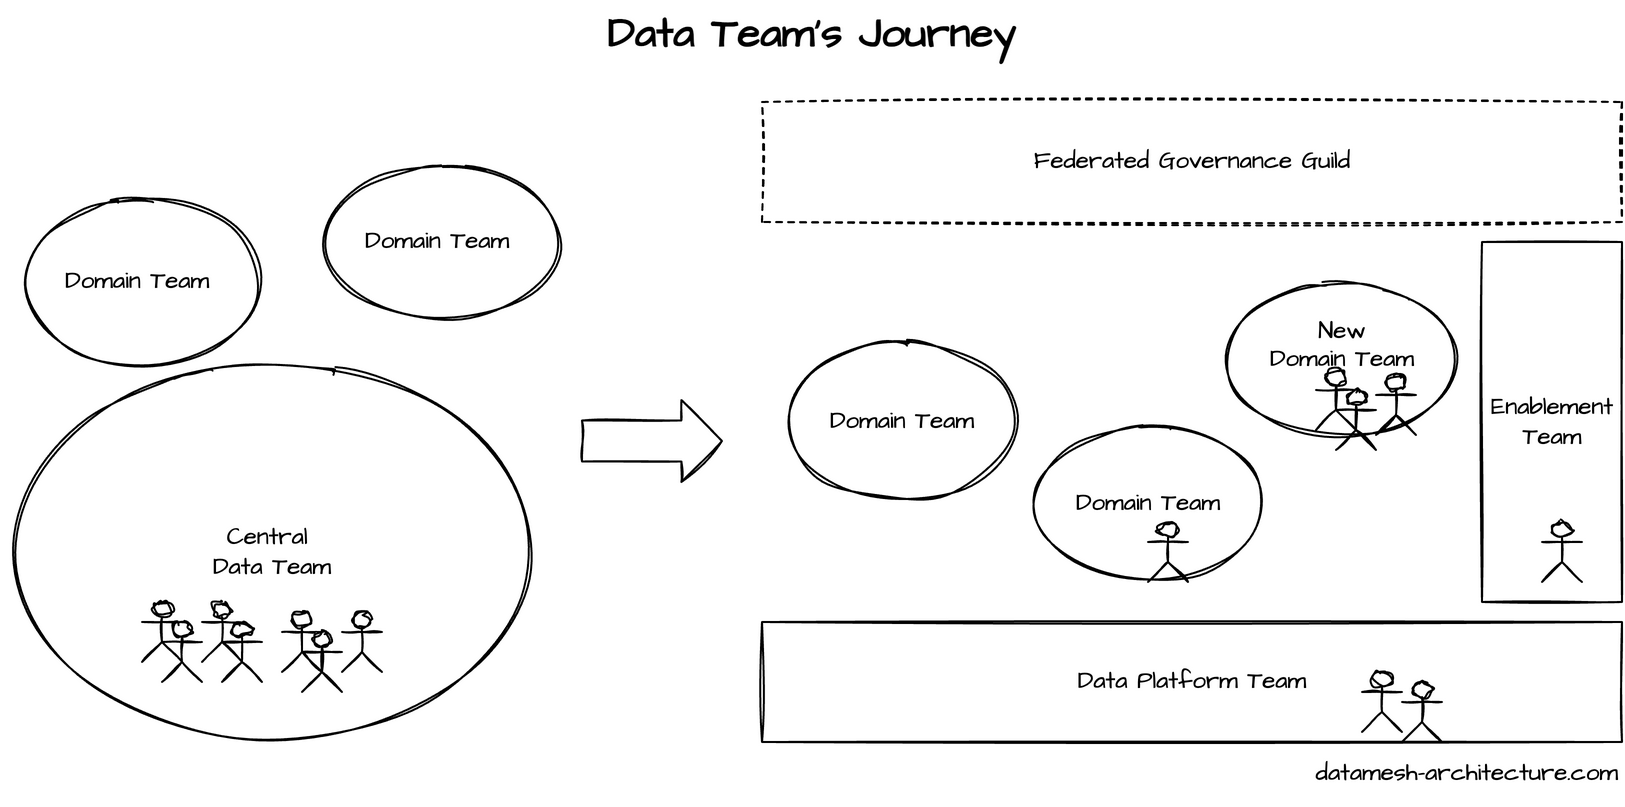 Data Team's Journey
Domain Team
Domain Team
Central
Data Team
Federated Governance Guild
Domain Team
Domain Team
New
Domain Team
Enablement
Team
Data Platform Team
datamesh-architecture.com